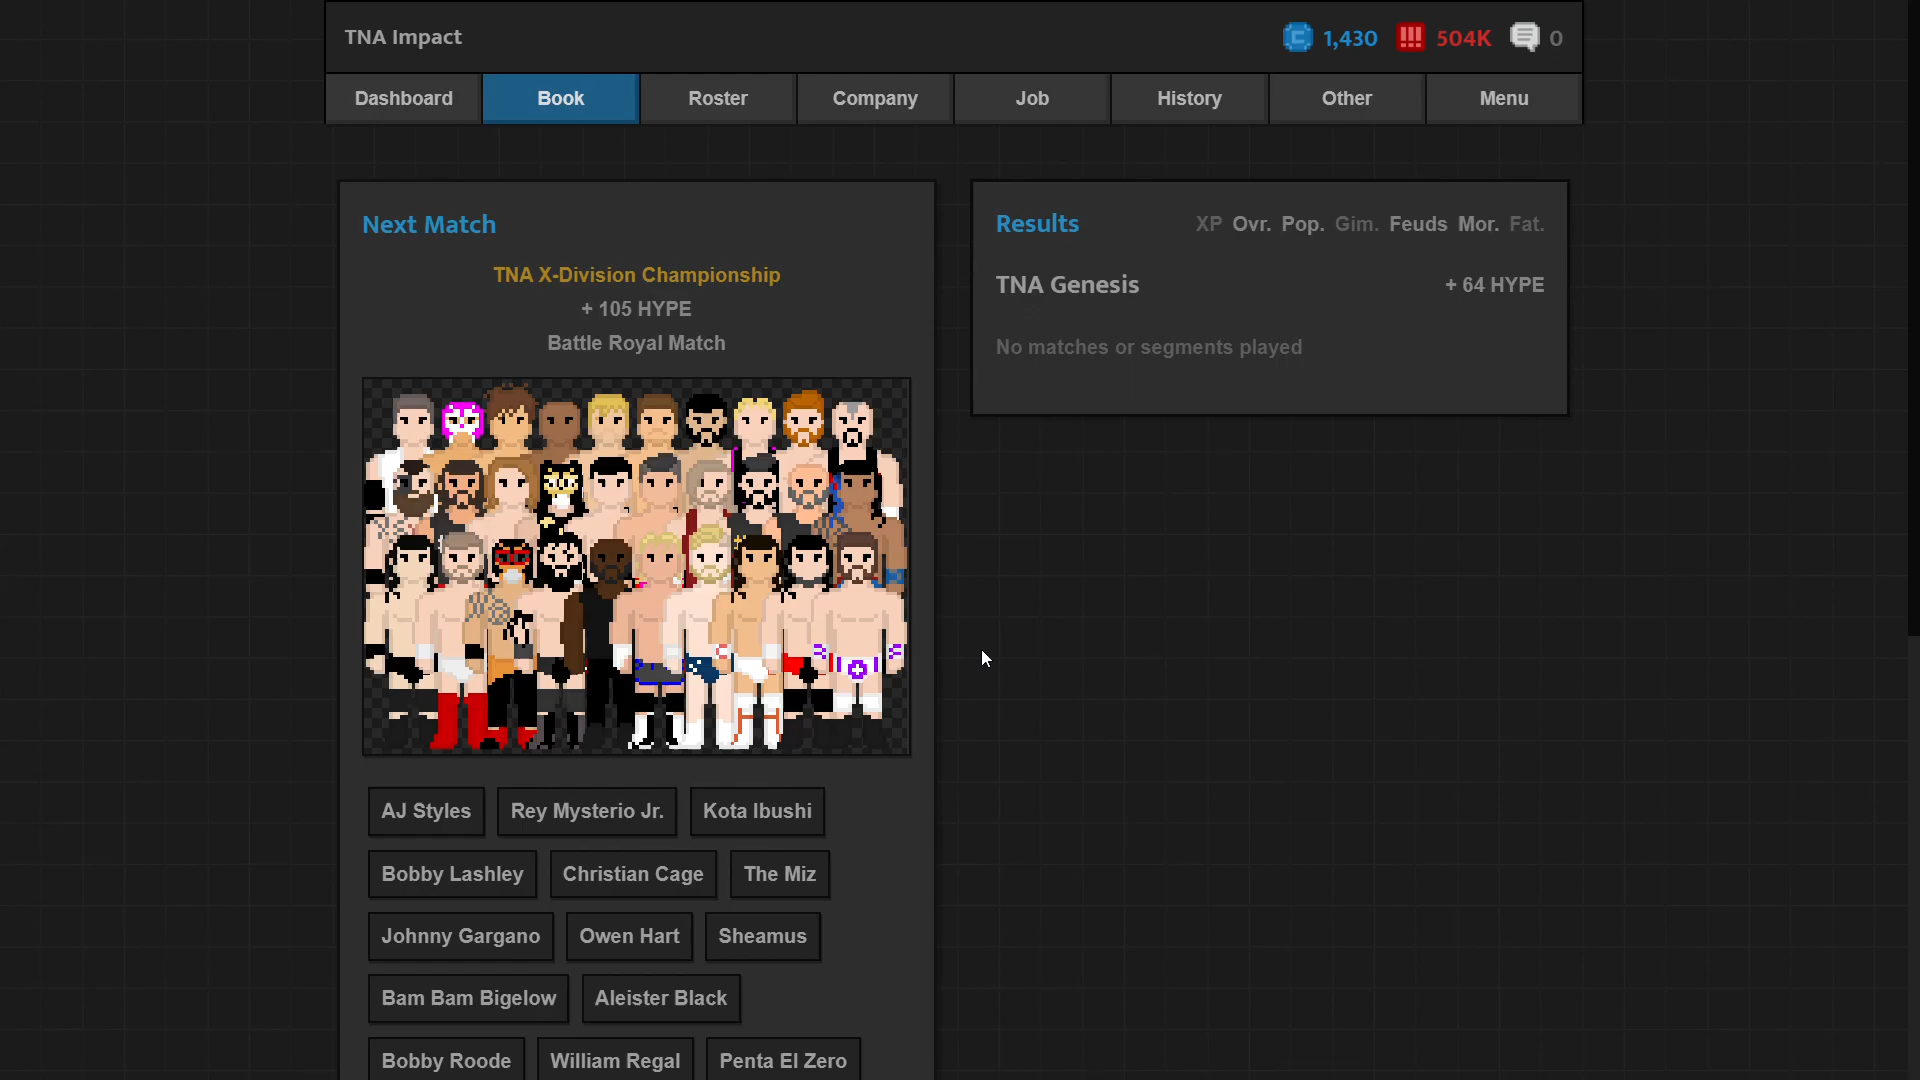 TNA Impact
1,430
504K
0
Dashboard
Book
Roster
Company
Job
History
Other
Menu
Next Match
TNA X-Division Championship
+ 105 HYPE
Battle Royal Match
AJ Styles
Rey Mysterio Jr.
Kota Ibushi
Bobby Lashley
Christian Cage
The Miz
Johnny Gargano
Owen Hart
Sheamus
Bam Bam Bigelow
Aleister Black
Bobby Roode
William Regal
Penta El Zero
Results
XP Ovr. Pop. Gim. Feuds Mor. Fat.
TNA Genesis
+ 64 HYPE
No matches or segments played